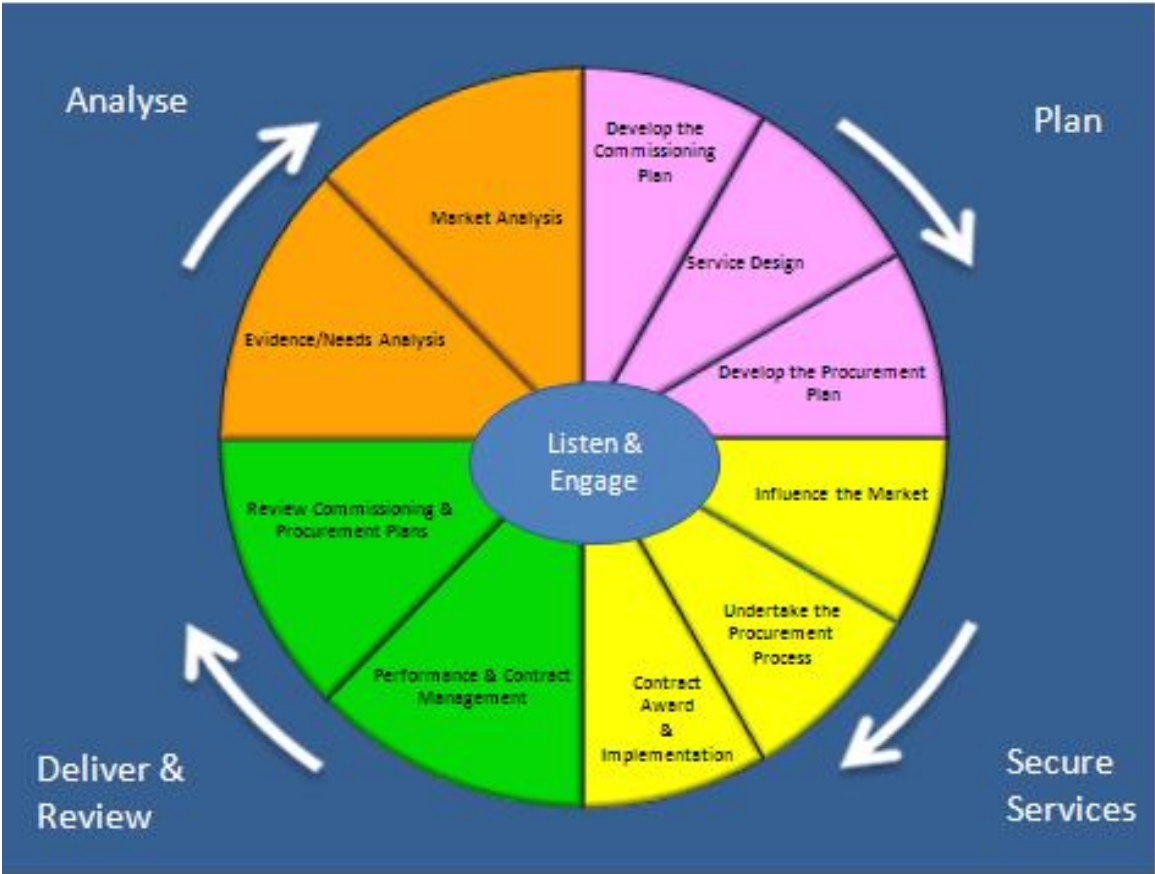 Analyse
Plan
Develop the
Commissioning
Plan
Market Analysis
Service Design
Evidence/Needs Analysis
Develop the Procurement
Plan
Listen &
Engage
Influence the Market
Review Commissioning &
Procurement Plans
Undertake the
Procurement
Process
Performance & Contract
Management
Contract
Award
&
Implementation
Deliver &
Review
Secure
Services